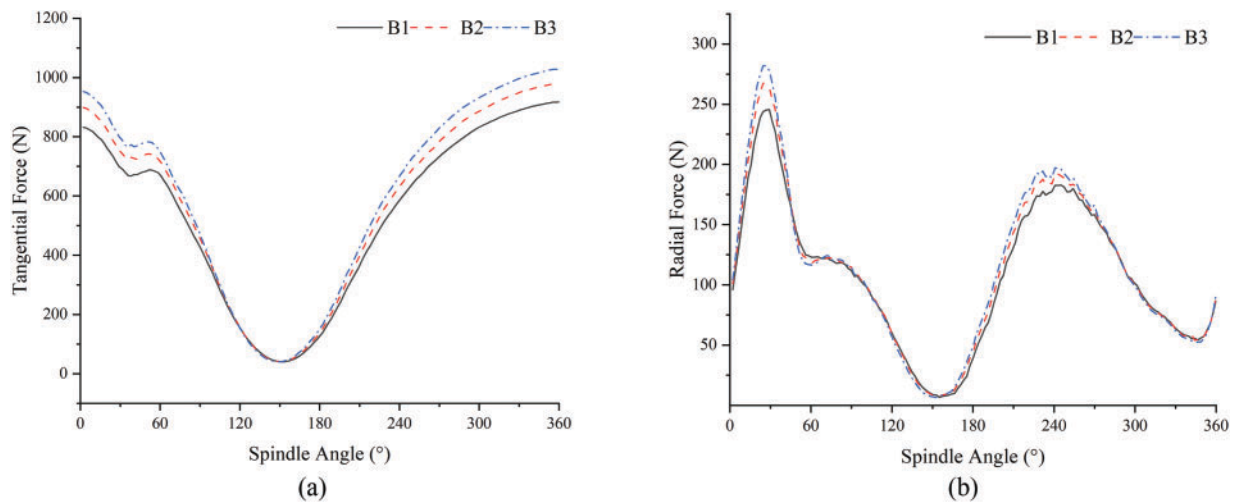 B1 B2 B3
1200
1000
800
600
400
200
0
Tangential Force (N)
0 60 120 180 240 300 360
Spindle Angle (°)
(a)
B1 B2 B3
300
250
200
150
100
50
Radial Force (N)
0 60 120 180 240 300 360
Spindle Angle (°)
(b)